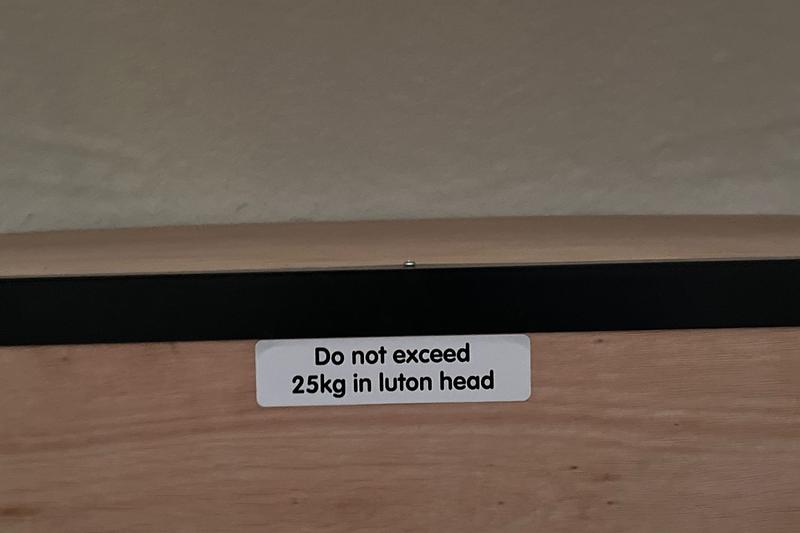 Do not exceed
25kg in luton head